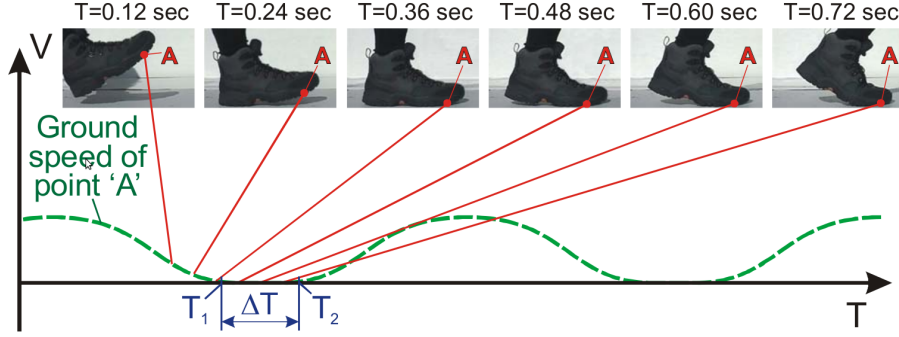 T=0.12 sec T=0.24 sec T=0.36 sec T=0.48 sec T=0.60 sec T=0.72 sec
V
A A A A A A
Ground
speed of
point ‘A’
T₁ ΔT T₂ T